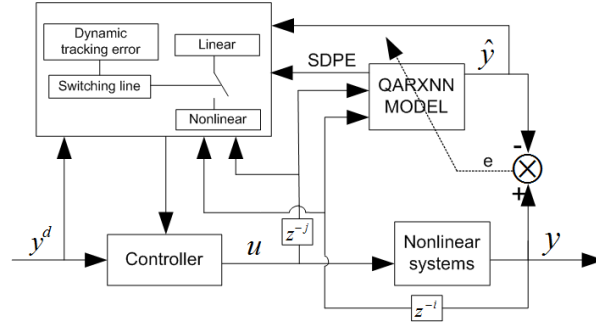 Dynamic
tracking error
Linear
Switching line
Nonlinear
SDPE
QARXNN
MODEL
ŷ
-
e
+
y^d
Controller
u
z^{-j}
Nonlinear
systems
y
z^{-i}